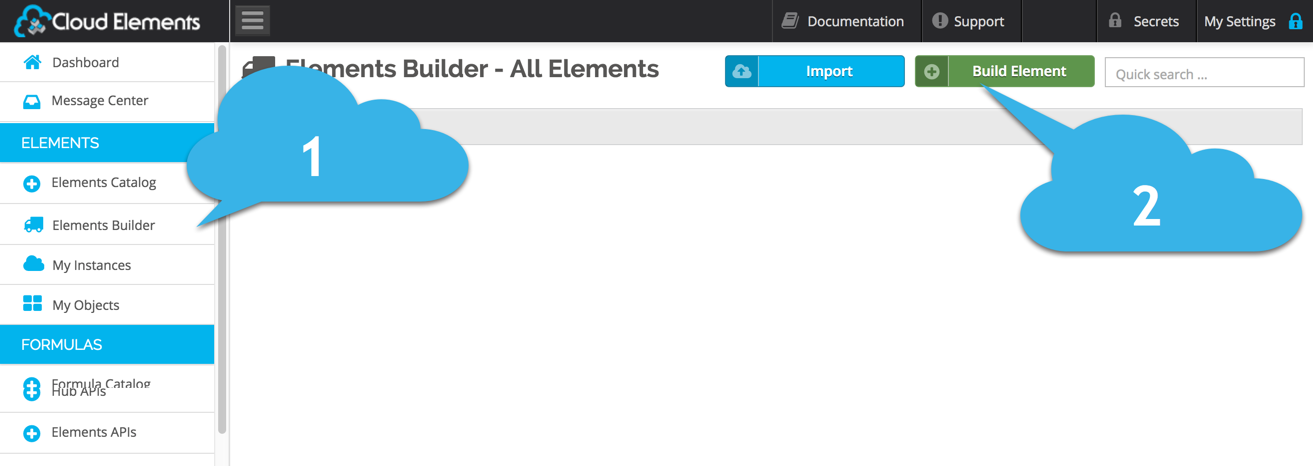 Cloud Elements
Documentation
Support
Secrets
My Settings
Dashboard
Message Center
ELEMENTS
Elements Catalog
Elements Builder
My Instances
My Objects
FORMULAS
Formula Catalog
Hub APIs
Elements APIs
Elements Builder - All Elements
Import
Build Element
Quick search ...
1
2